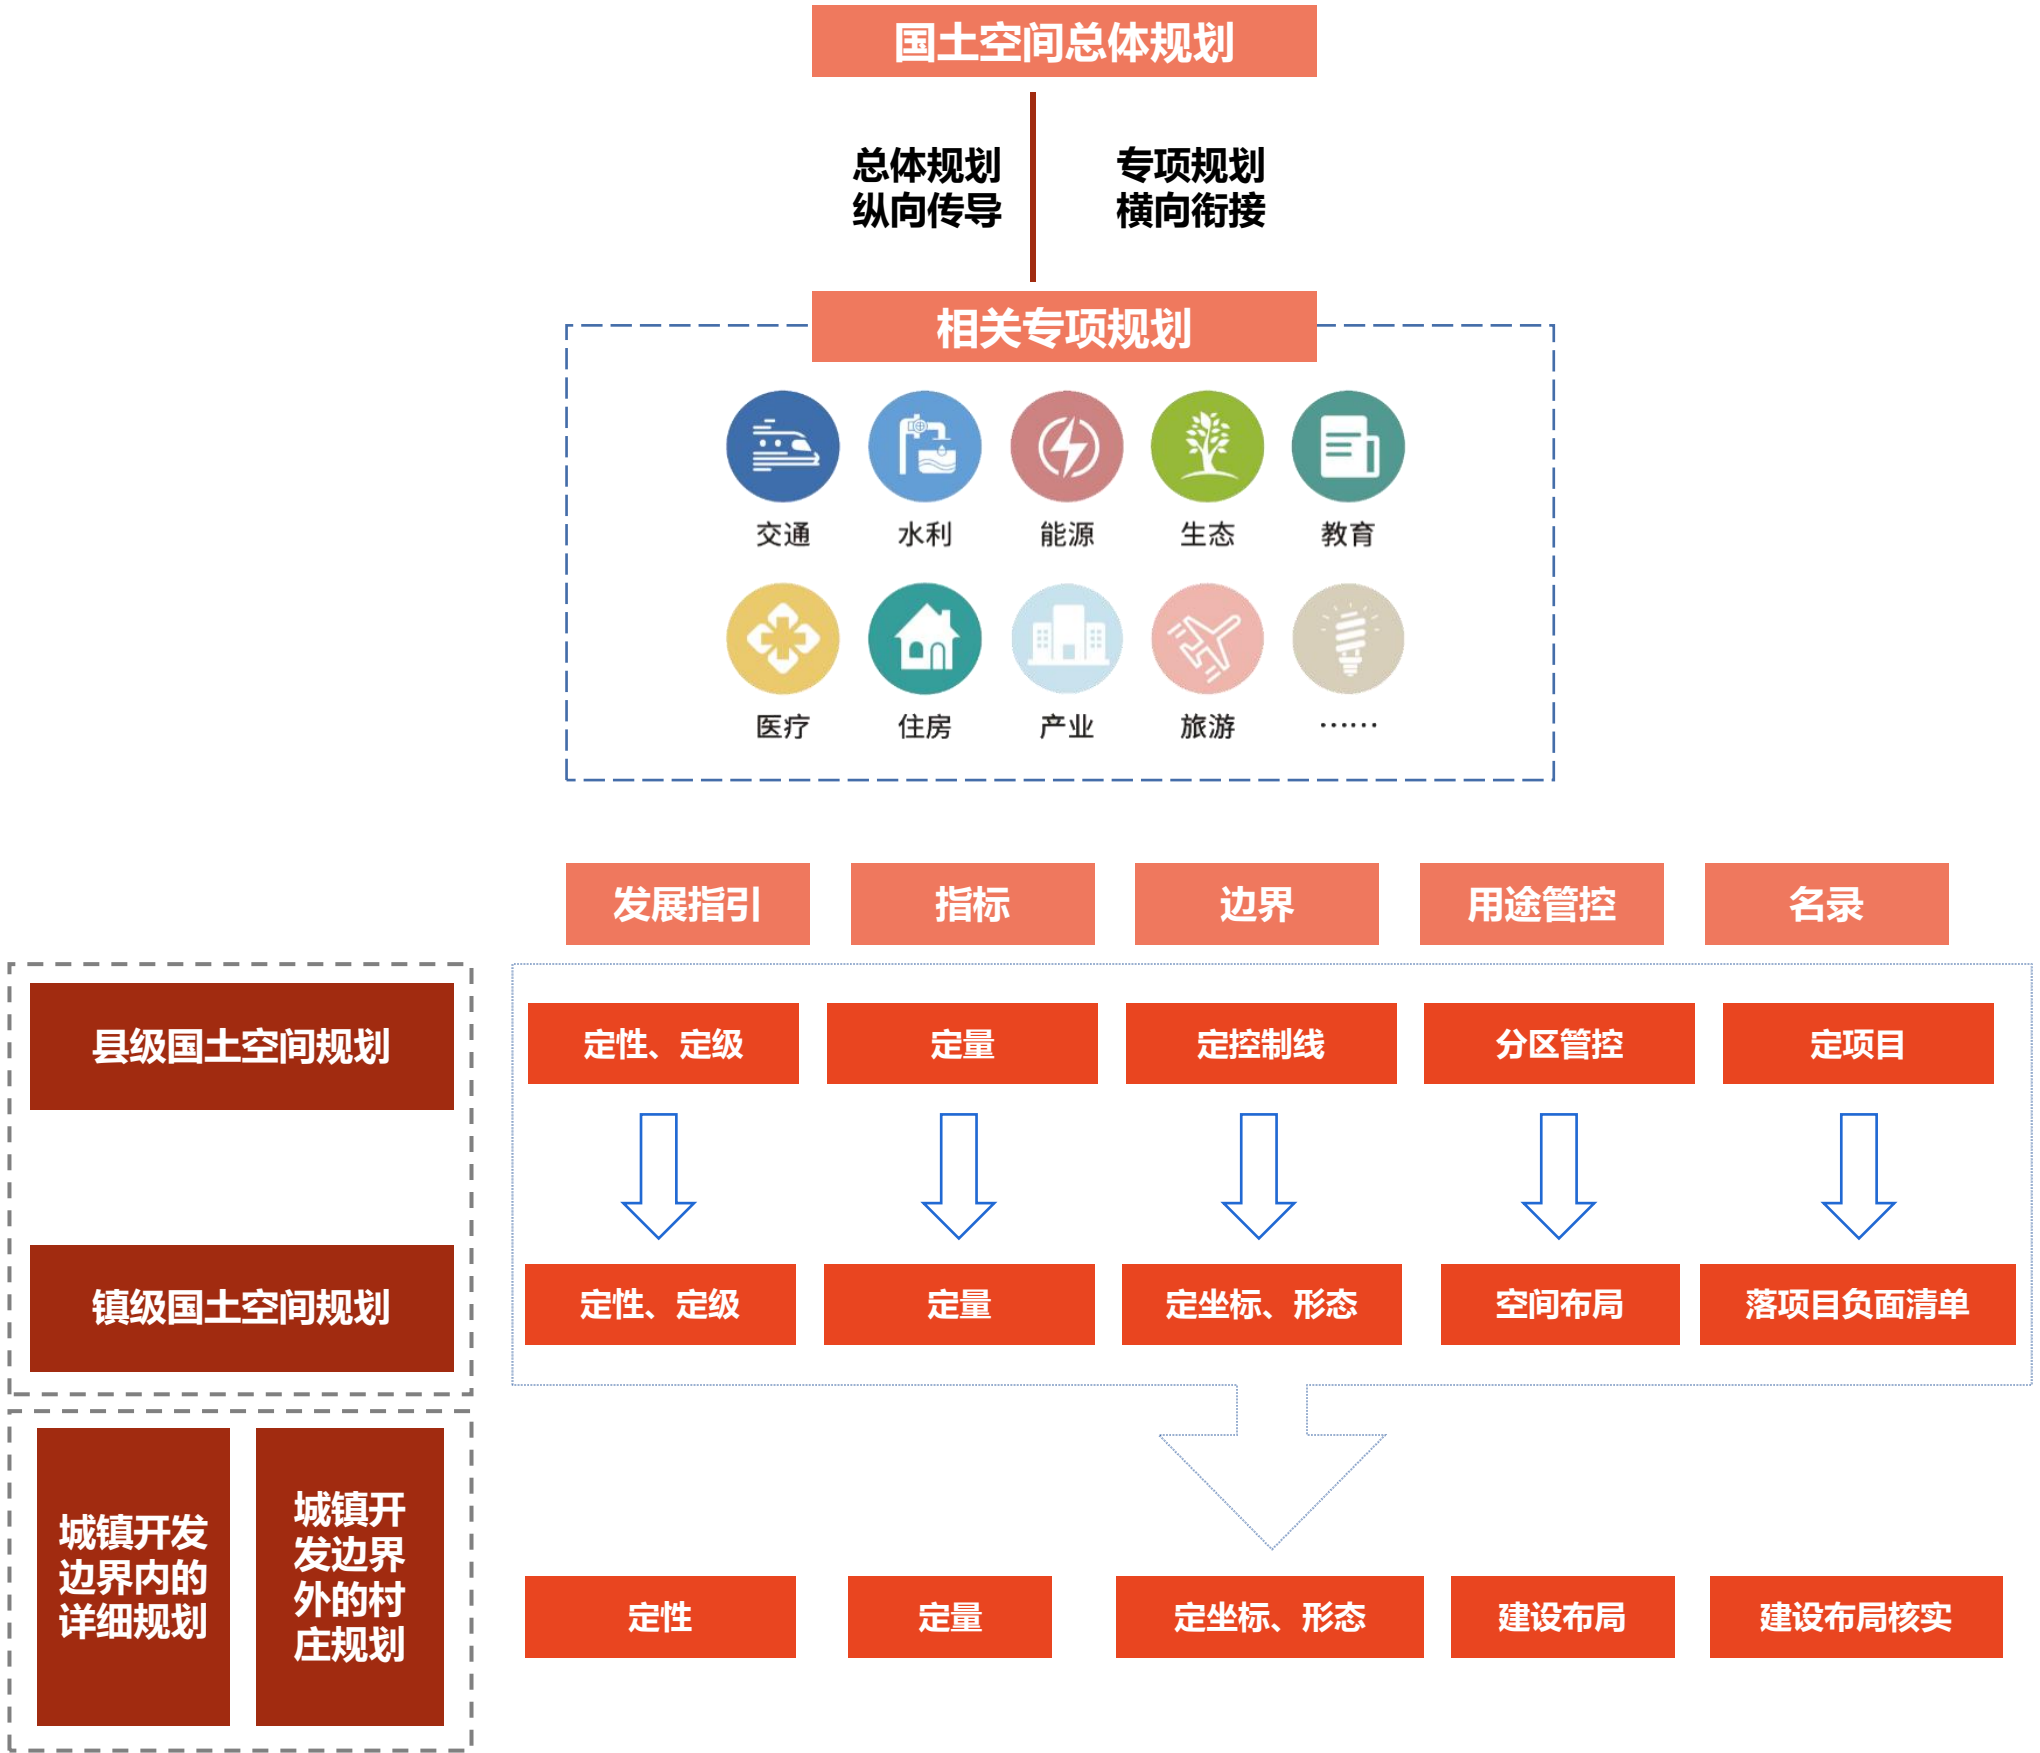 国土空间总体规划
总体规划
纵向传导
专项规划
横向衔接
相关专项规划
交通
水利
能源
生态
教育
医疗
住房
产业
旅游
……
发展指引
指标
边界
用途管控
名录
县级国土空间规划
定性、定级
定量
定控制线
分区管控
定项目
镇级国土空间规划
定性、定级
定量
定坐标、形态
空间布局
落项目负面清单
城镇开发
边界内的
详细规划
城镇开
发边界
外的村
庄规划
定性
定量
定坐标、形态
建设布局
建设布局核实